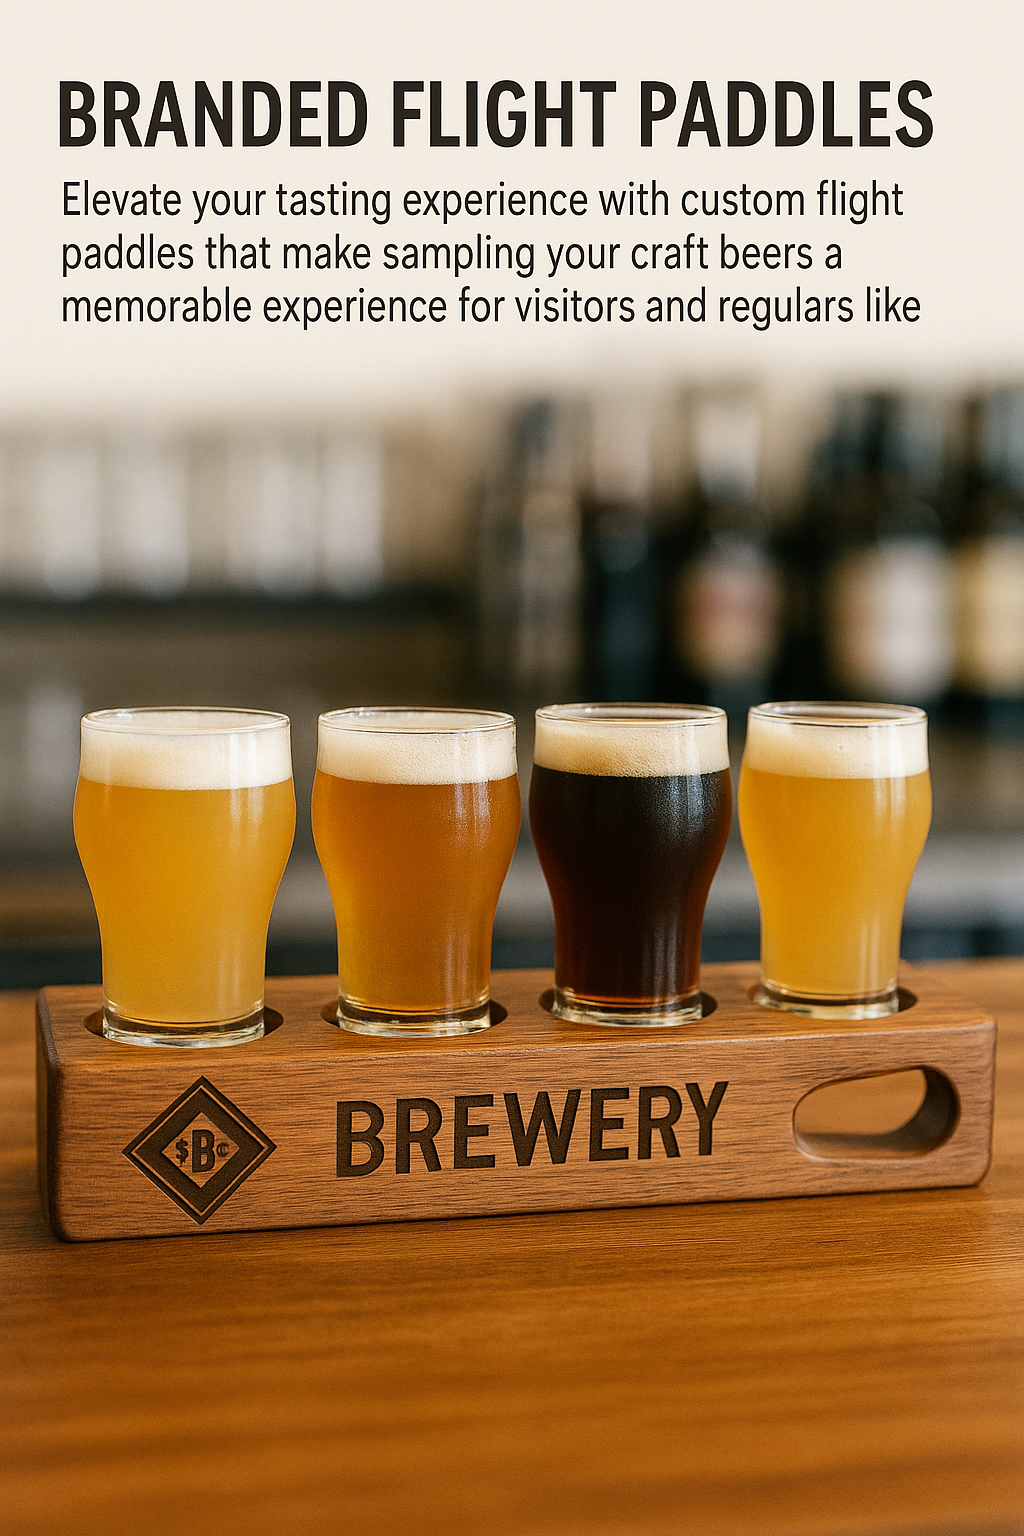 BRANDED FLIGHT PADDLES
Elevate your tasting experience with custom flight
paddles that make sampling your craft beers a
memorable experience for visitors and regulars like
$B©
BREWERY